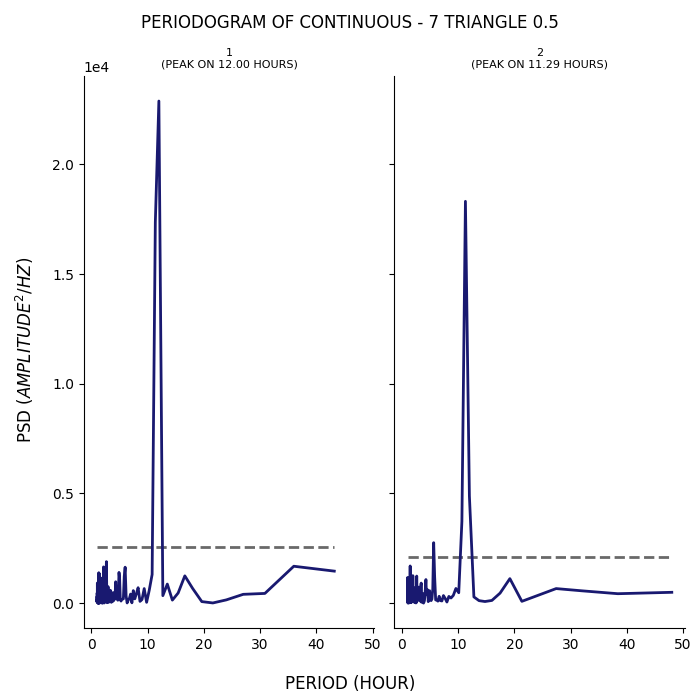 PERIODOGRAM OF CONTINUOUS - 7 TRIANGLE 0.5
1
(PEAK ON 12.00 HOURS)
2
(PEAK ON 11.29 HOURS)
1e4
2.0
1.5
1.0
0.5
0.0
PSD (AMPLITUDE²/HZ)
0 10 20 30 40 50
0 10 20 30 40 50
PERIOD (HOUR)